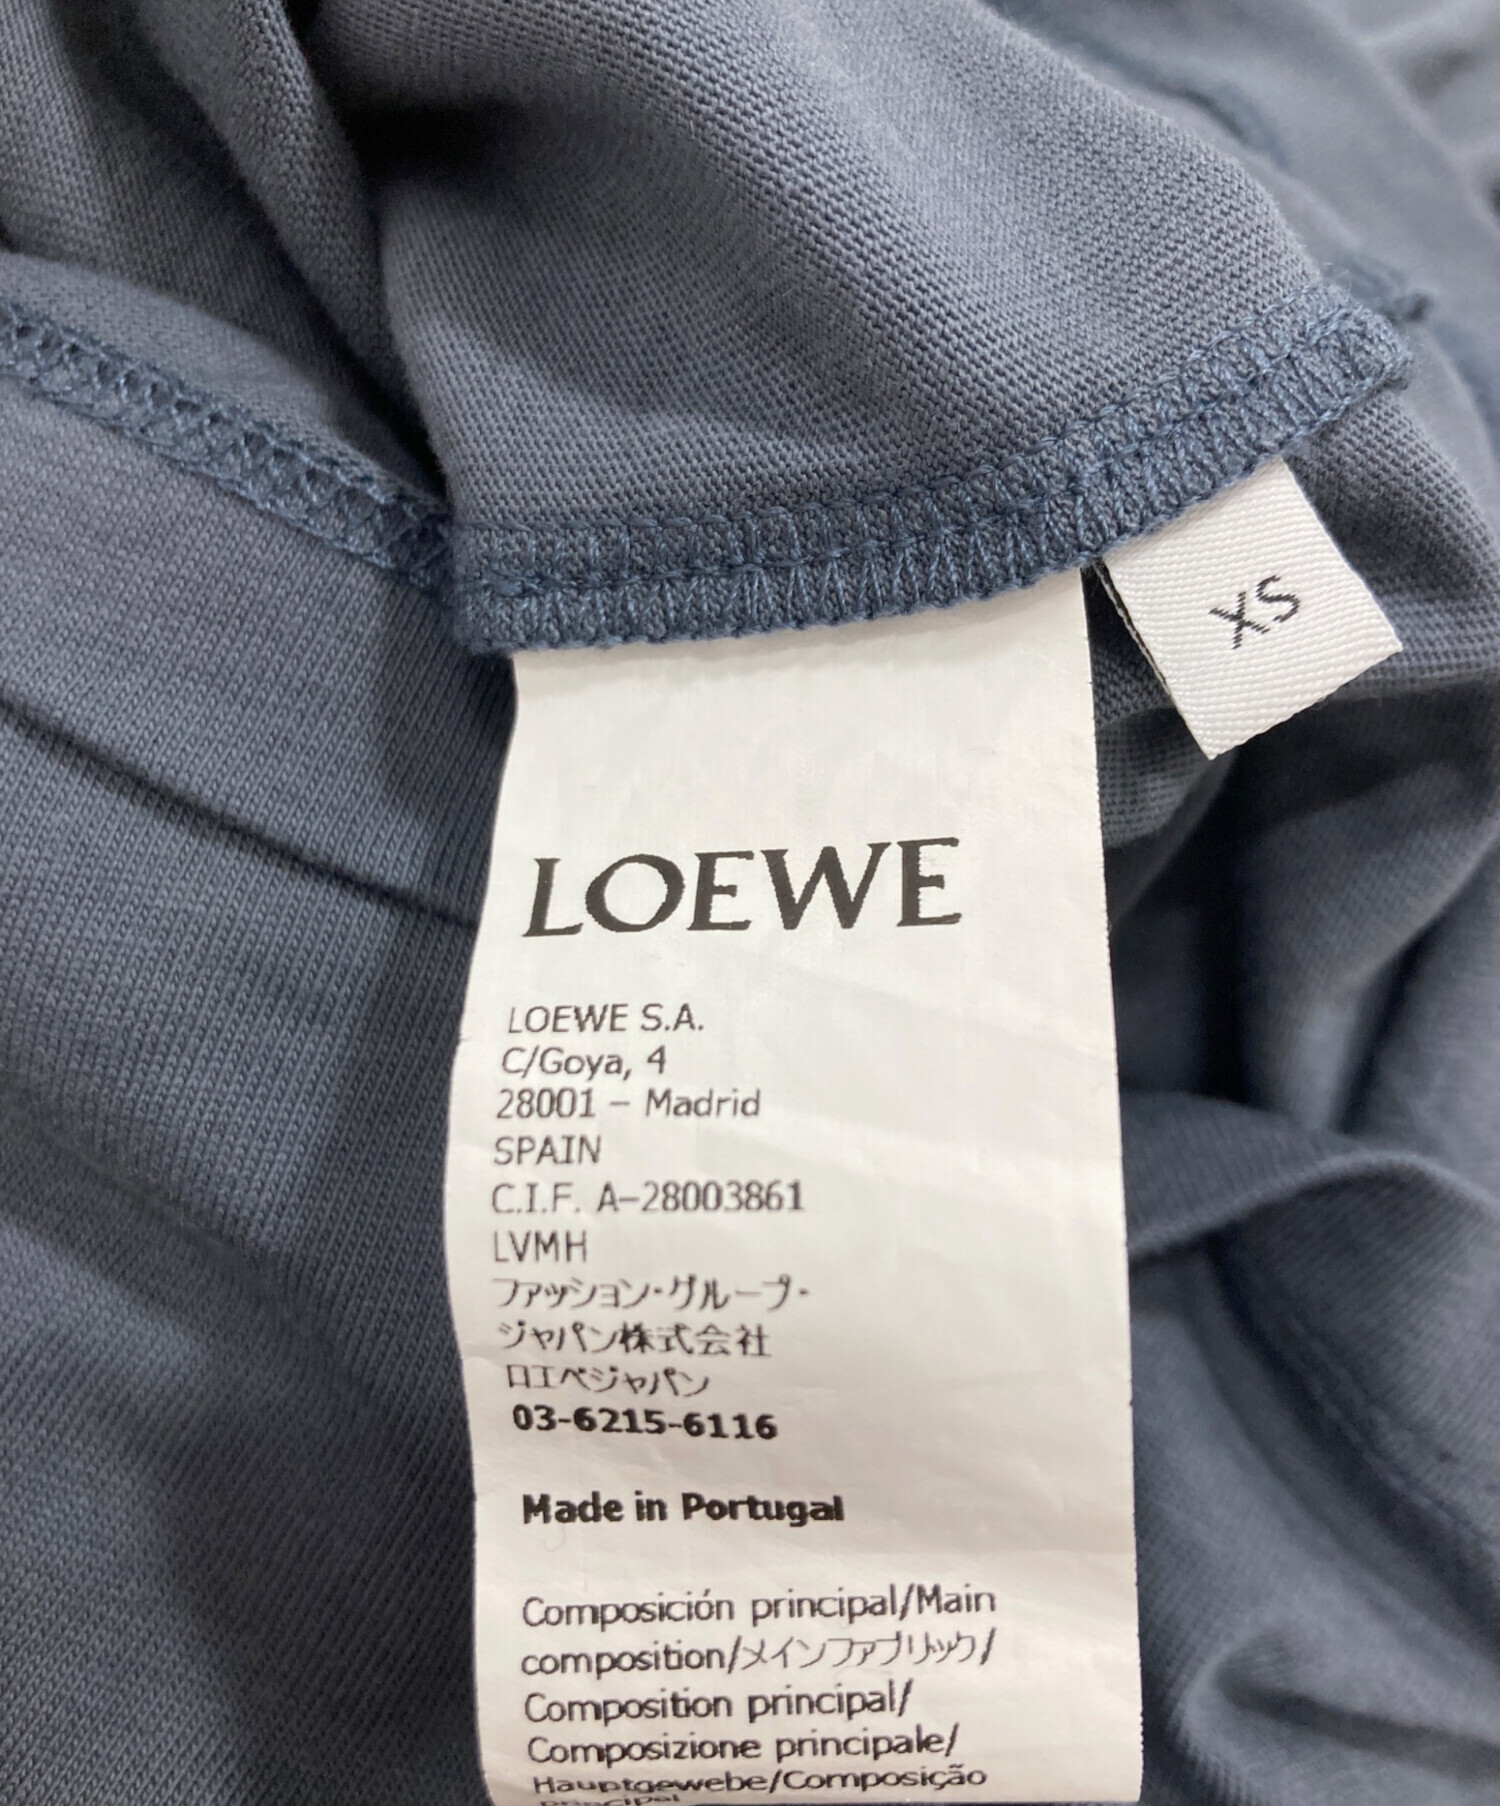 XS
LOEWE
LOEWE S.A.
C/Goya, 4
28001 – Madrid
SPAIN
C.I.F. A–28003861
LVMH
ファッション・グループ・
ジャパン株式会社
ロエベジャパン
03-6215-6116
Made in Portugal
Composición principal/Main
composition/メインファブリック/
Composition principal/
Composizione principale/
Hauptgewebe/Composição
principal